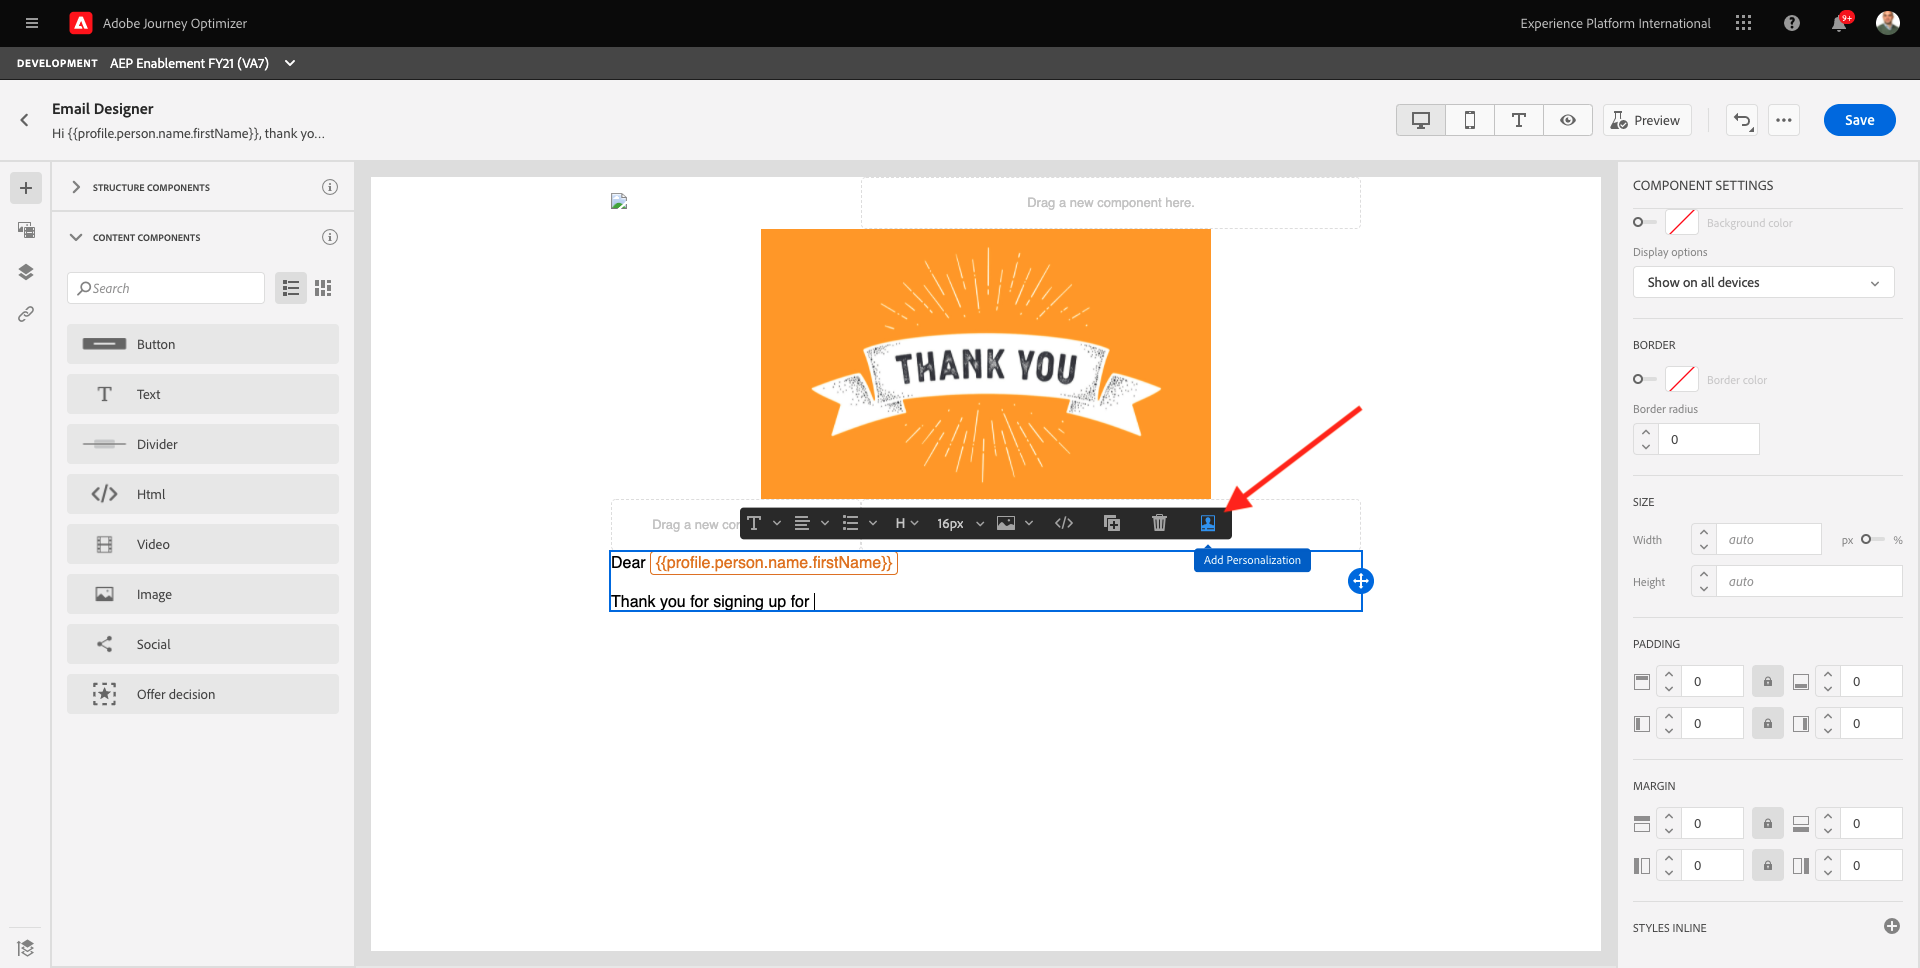 Adobe Journey Optimizer
Experience Platform International
9+
DEVELOPMENT AEP Enablement FY21 (VA7)
Email Designer
Hi {{profile.person.name.firstName}}, thank yo...
Preview
Save
STRUCTURE COMPONENTS
CONTENT COMPONENTS
Search
Button
Text
Divider
Html
Video
Image
Social
Offer decision
Drag a new component here.
THANK YOU
Drag a new cor
H
16px
Add Personalization
Dear {{profile.person.name.firstName}}
Thank you for signing up for
COMPONENT SETTINGS
Background color
Display options
Show on all devices
BORDER
Border color
Border radius
0
SIZE
Width auto px %
Height auto
PADDING
0 0
0 0
MARGIN
0 0
0 0
STYLES INLINE